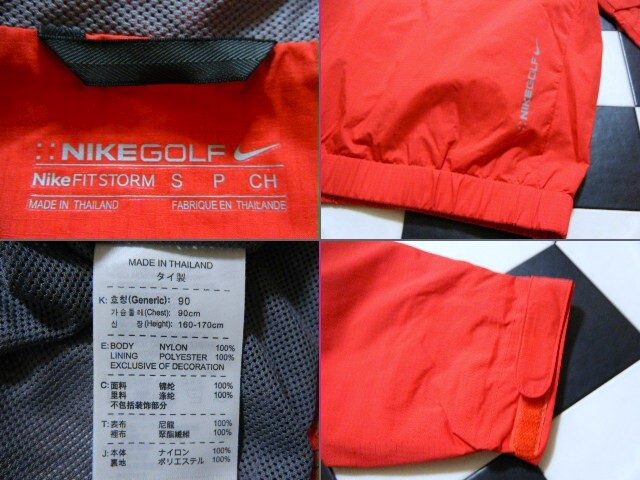 ::NIKEGOLF
NikeFITSTORM S P CH
MADE IN THAILAND FABRIQUE EN THAILANDE
::NIKEGOLF
MADE IN THAILAND
タイ製
K: 호칭(Generic): 90
가슴둘레(Chest): 90cm
신 장(Height): 160-170cm
E: BODY NYLON 100%
LINING POLYESTER 100%
EXCLUSIVE OF DECORATION
C: 面料 锦纶 100%
里料 涤纶 100%
不包括装饰部分
T: 表布 尼龍 100%
裡布 聚酯纖維 100%
J: 本体 ナイロン 100%
裏地 ポリエステル 100%